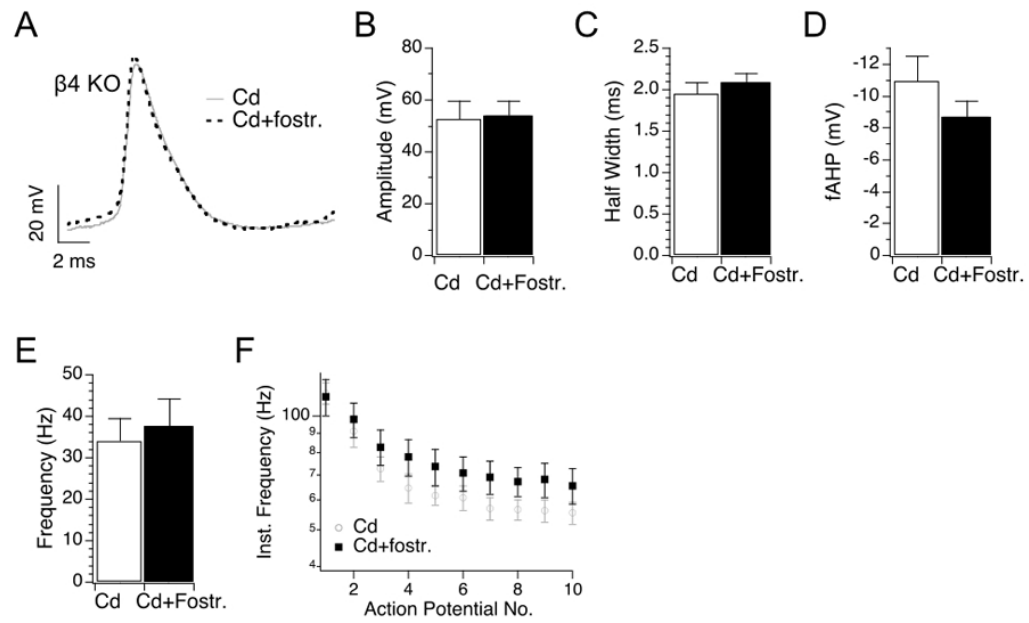 A
β4 KO
Cd
Cd+fostr.
20 mV
2 ms
B
Amplitude (mV)
80
60
40
20
0
Cd Cd+Fostr.
C
Half Width (ms)
2.5
2.0
1.5
1.0
0.5
0.0
Cd Cd+Fostr.
D
fAHP (mV)
-12
-10
-8
-6
-4
-2
0
Cd Cd+Fostr.
E
Frequency (Hz)
50
40
30
20
10
0
Cd Cd+Fostr.
F
Inst. Frequency (Hz)
100
9
8
7
6
5
4
Cd
Cd+fostr.
2 4 6 8 10
Action Potential No.